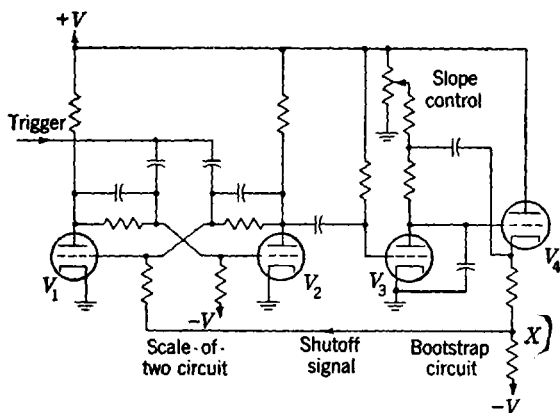 +V
Slope
control
Trigger
V1
V2
V3
V4
-V
X)
Scale-of-
two circuit
Shutoff
signal
Bootstrap
circuit
-V